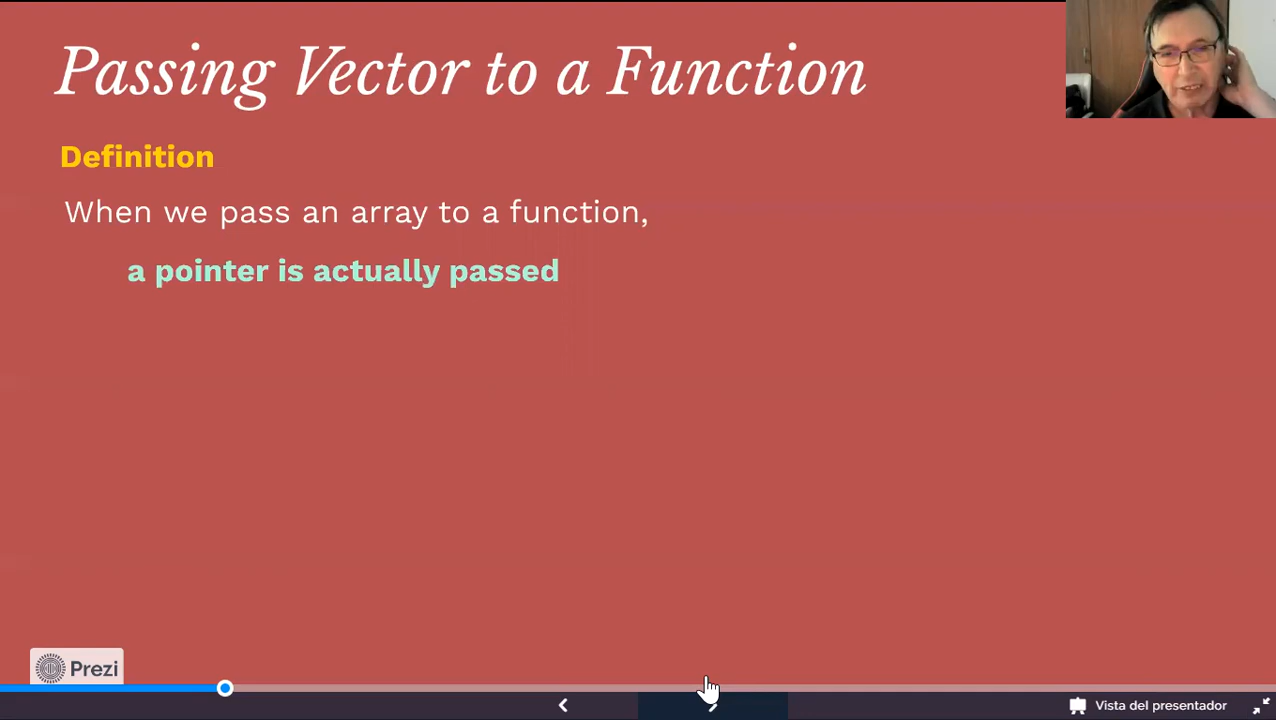 Passing Vector to a Function
Definition
When we pass an array to a function,
a pointer is actually passed
Prezi
Vista del presentador